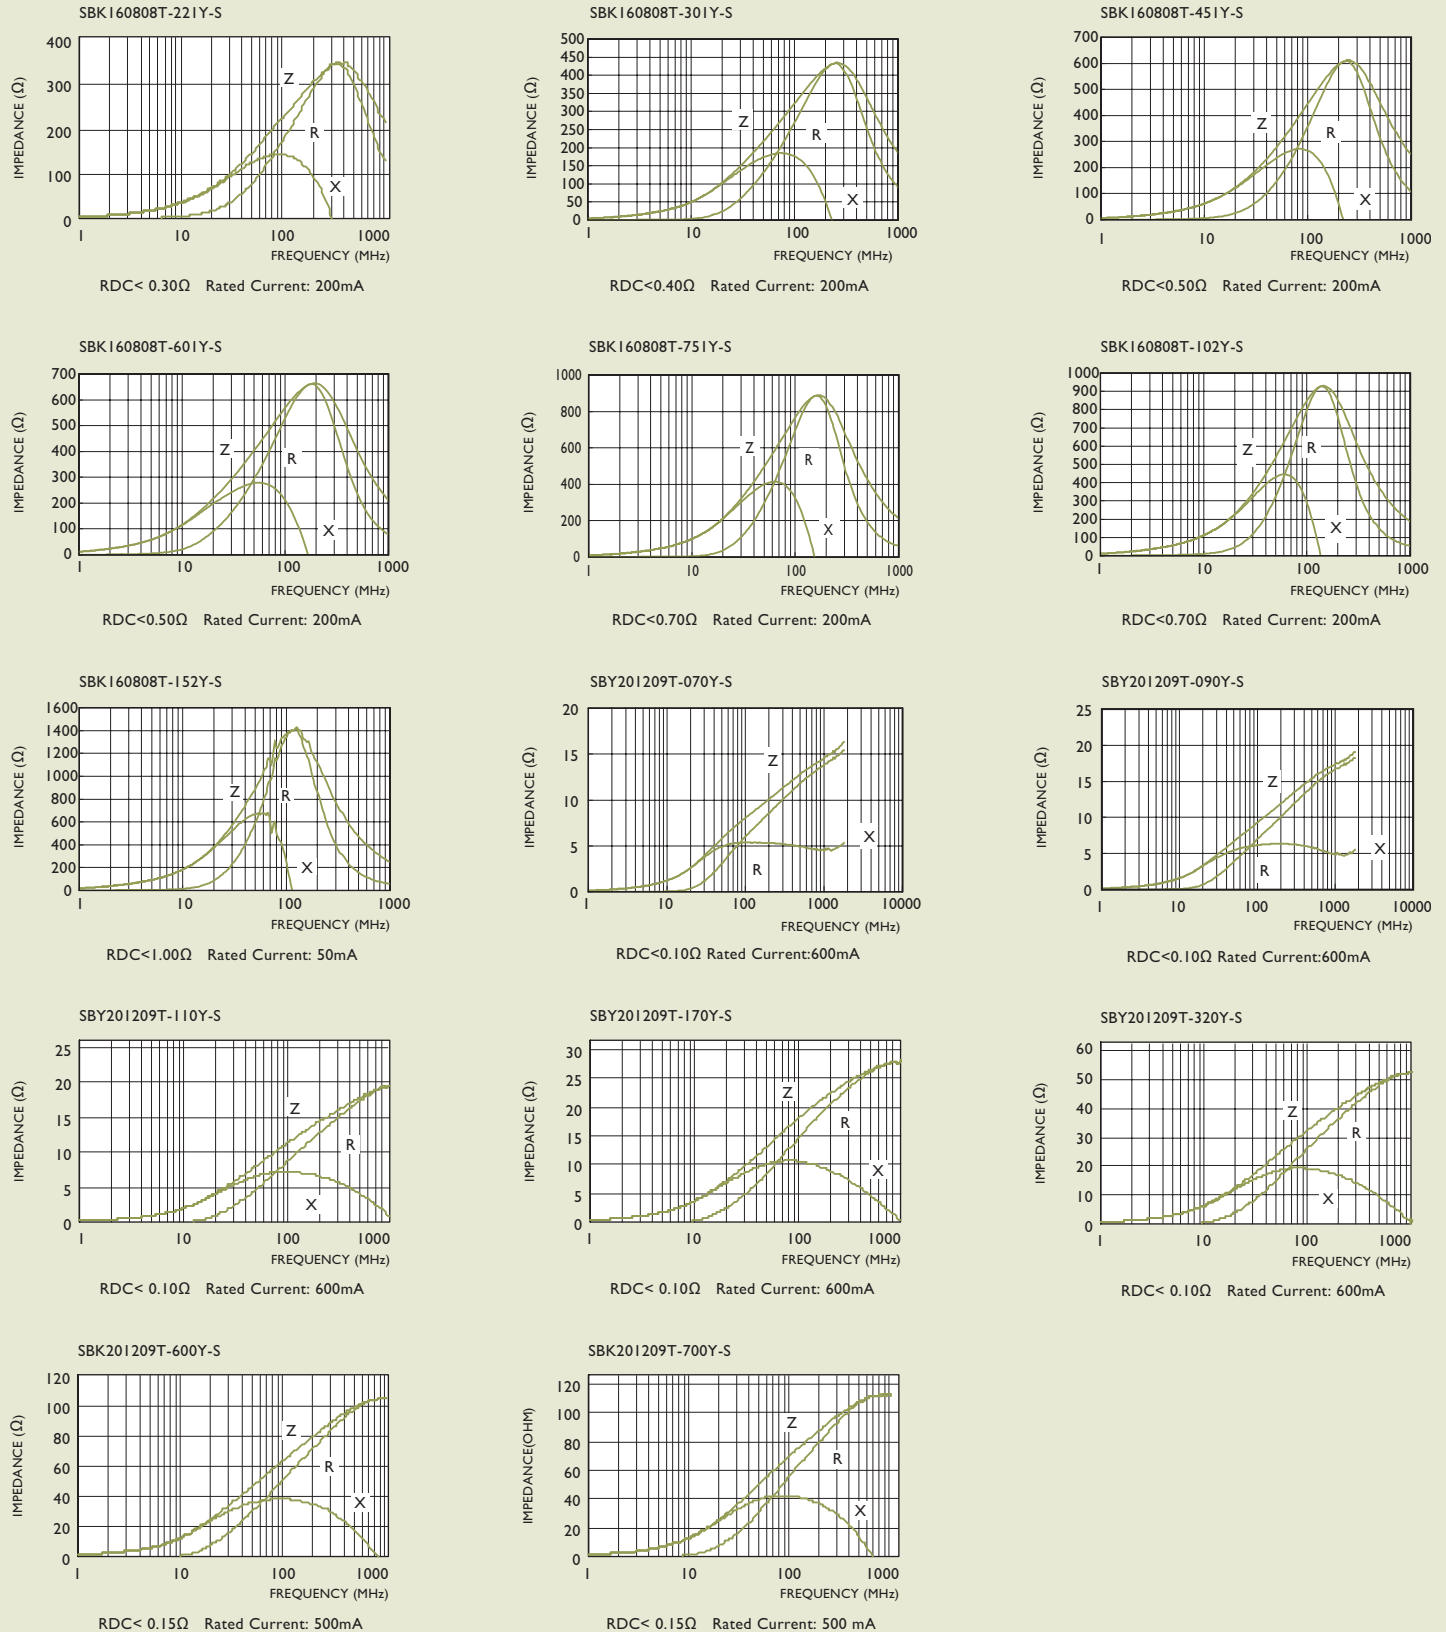 SBK160808T-221Y-S
SBK160808T-301Y-S
SBK160808T-451Y-S
IMPEDANCE (Ω)
400
300
200
100
0
Z
R
X
1
10
100
1000
FREQUENCY (MHz)
RDC< 0.30Ω Rated Current: 200mA
IMPEDANCE (Ω)
500
450
400
350
300
250
200
150
100
50
0
Z
R
X
1
10
100
1000
FREQUENCY (MHz)
RDC<0.40Ω Rated Current: 200mA
IMPEDANCE (Ω)
700
600
500
400
300
200
100
0
Z
R
X
1
10
100
1000
FREQUENCY (MHz)
RDC<0.50Ω Rated Current: 200mA
SBK160808T-601Y-S
SBK160808T-751Y-S
SBK160808T-102Y-S
IMPEDANCE (Ω)
700
600
500
400
300
200
100
0
Z
R
X
1
10
100
1000
FREQUENCY (MHz)
RDC<0.50Ω Rated Current: 200mA
IMPEDANCE (Ω)
1000
800
600
400
200
0
Z
R
X
1
10
100
1000
FREQUENCY (MHz)
RDC<0.70Ω Rated Current: 200mA
IMPEDANCE (Ω)
1000
900
800
700
600
500
400
300
200
100
0
Z
R
X
1
10
100
1000
FREQUENCY (MHz)
RDC<0.70Ω Rated Current: 200mA
SBK160808T-152Y-S
SBY201209T-070Y-S
SBY201209T-090Y-S
IMPEDANCE (Ω)
1600
1400
1200
1000
800
600
400
200
0
Z
R
X
1
10
100
1000
FREQUENCY (MHz)
RDC<1.00Ω Rated Current: 50mA
IMPEDANCE (Ω)
20
15
10
5
0
Z
X
R
1
10
100
1000
10000
FREQUENCY (MHz)
RDC<0.10Ω Rated Current:600mA
IMPEDANCE (Ω)
25
20
15
10
5
0
Z
X
R
1
10
100
1000
10000
FREQUENCY (MHz)
RDC<0.10Ω Rated Current:600mA
SBY201209T-110Y-S
SBY201209T-170Y-S
SBY201209T-320Y-S
IMPEDANCE (Ω)
25
20
15
10
5
0
Z
R
X
1
10
100
1000
FREQUENCY (MHz)
RDC< 0.10Ω Rated Current: 600mA
IMPEDANCE (Ω)
30
25
20
15
10
5
0
Z
R
X
1
10
100
1000
FREQUENCY (MHz)
RDC< 0.10Ω Rated Current: 600mA
IMPEDANCE (Ω)
60
50
40
30
20
10
0
Z
R
X
1
10
100
1000
FREQUENCY (MHz)
RDC< 0.10Ω Rated Current: 600mA
SBK201209T-600Y-S
SBK201209T-700Y-S
IMPEDANCE (Ω)
120
100
80
60
40
20
0
Z
R
X
1
10
100
1000
FREQUENCY (MHz)
RDC< 0.15Ω Rated Current: 500mA
IMPEDANCE(OHM)
120
100
80
60
40
20
0
Z
R
X
1
10
100
1000
FREQUENCY (MHz)
RDC< 0.15Ω Rated Current: 500 mA